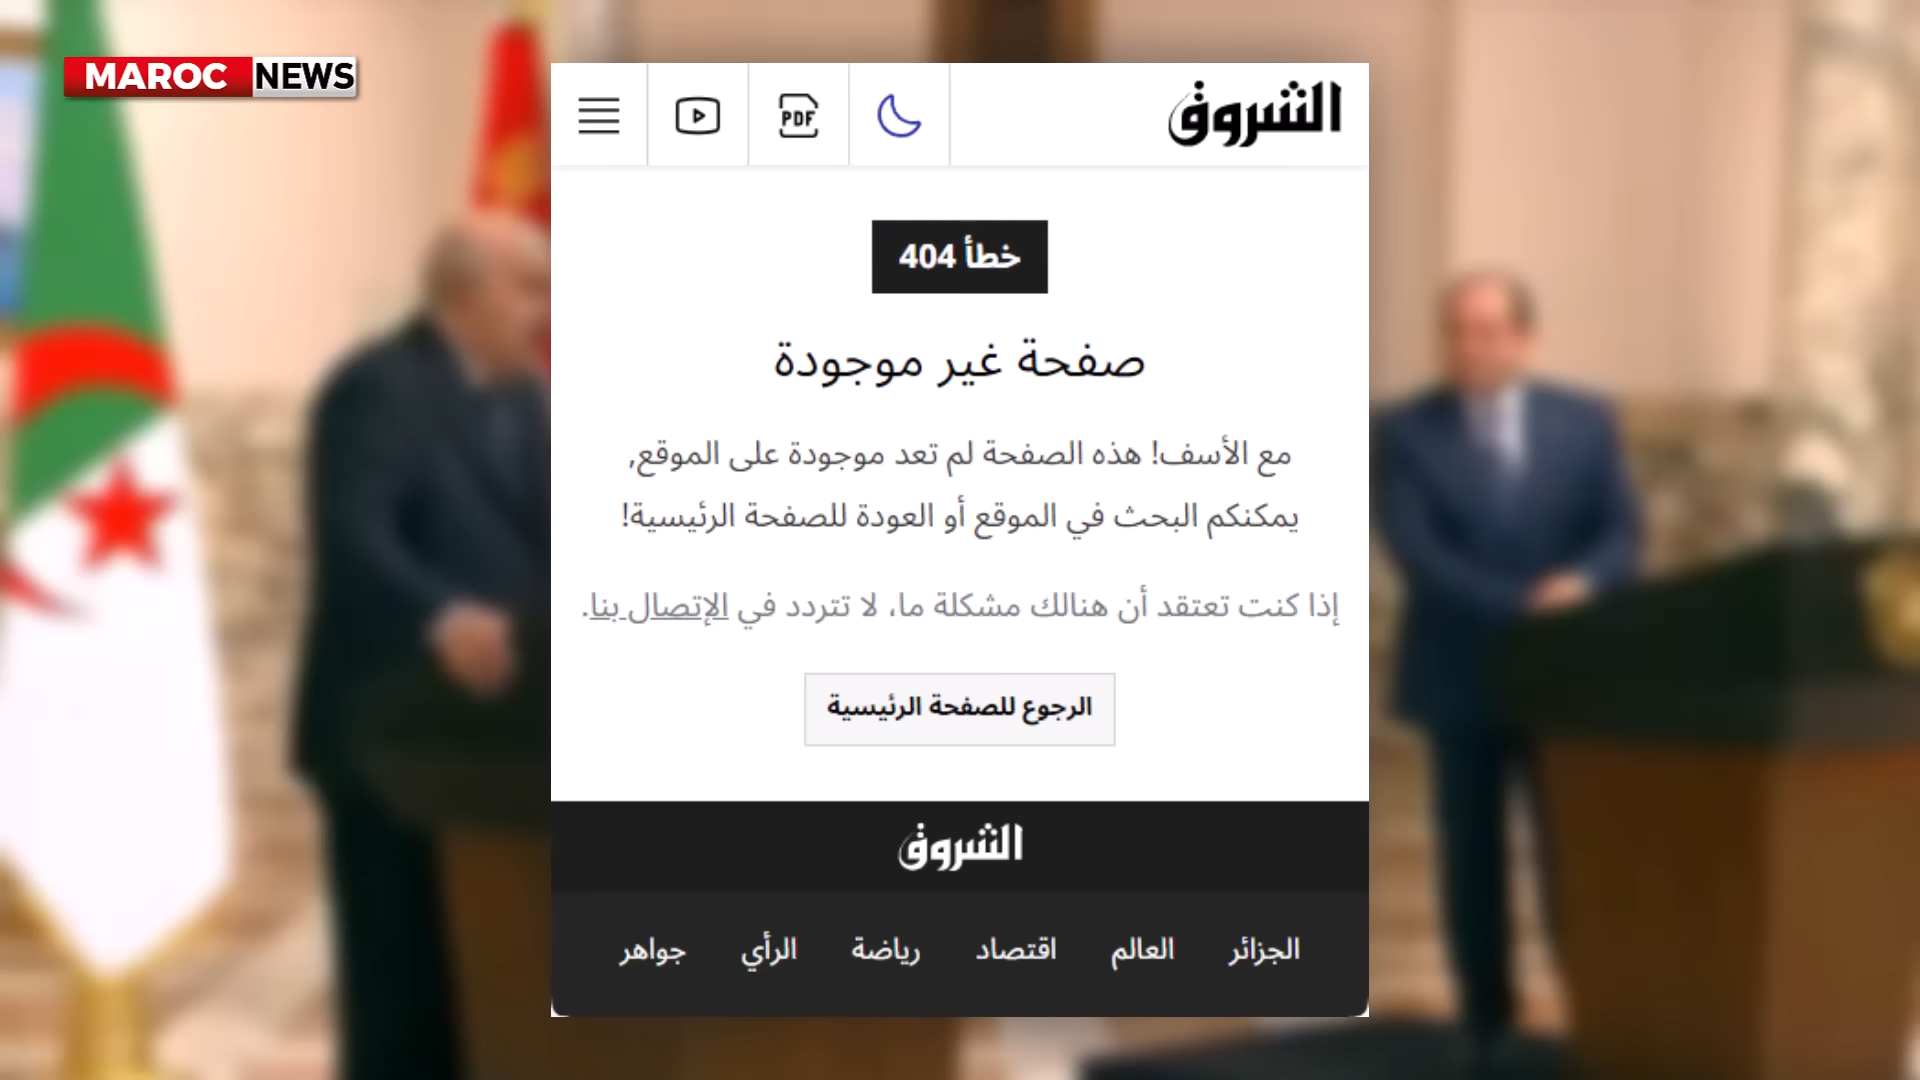 MAROC NEWS
الشروق
PDF
خطأ 404
صفحة غير موجودة
مع الأسف! هذه الصفحة لم تعد موجودة على الموقع,
يمكنكم البحث في الموقع أو العودة للصفحة الرئيسية!
إذا كنت تعتقد أن هنالك مشكلة ما، لا تتردد في الإتصال بنا.
الرجوع للصفحة الرئيسية
الشروق
الجزائر العالم اقتصاد رياضة الرأي جواهر